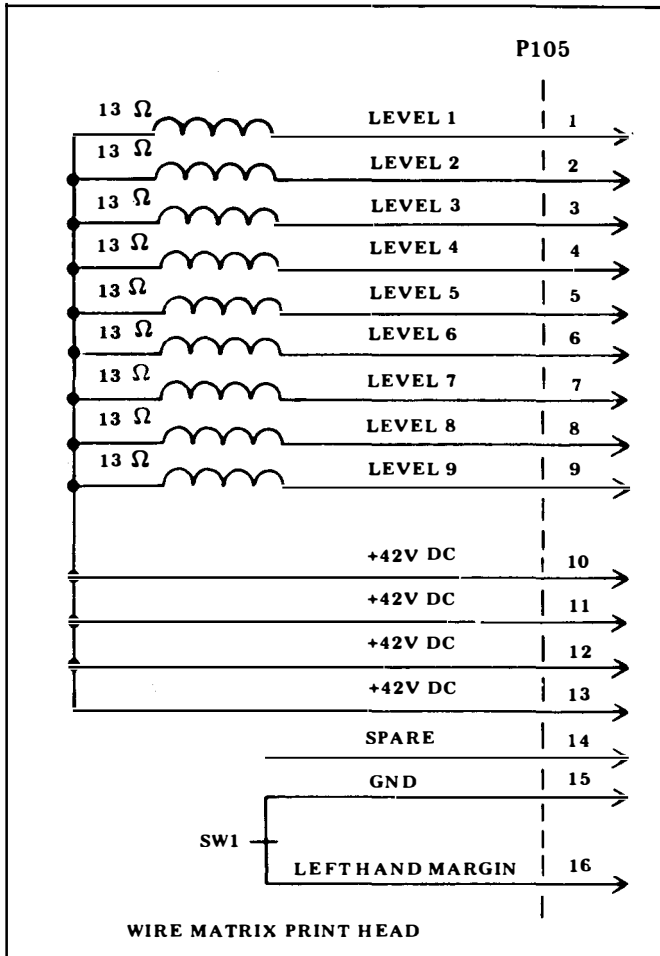 P105
13 Ω LEVEL 1 1
13 Ω LEVEL 2 2
13 Ω LEVEL 3 3
13 Ω LEVEL 4 4
13 Ω LEVEL 5 5
13 Ω LEVEL 6 6
13 Ω LEVEL 7 7
13 Ω LEVEL 8 8
13 Ω LEVEL 9 9
+42V DC 10
+42V DC 11
+42V DC 12
+42V DC 13
SPARE 14
GND 15
SW1
LEFTHAND MARGIN 16
WIRE MATRIX PRINT HEAD